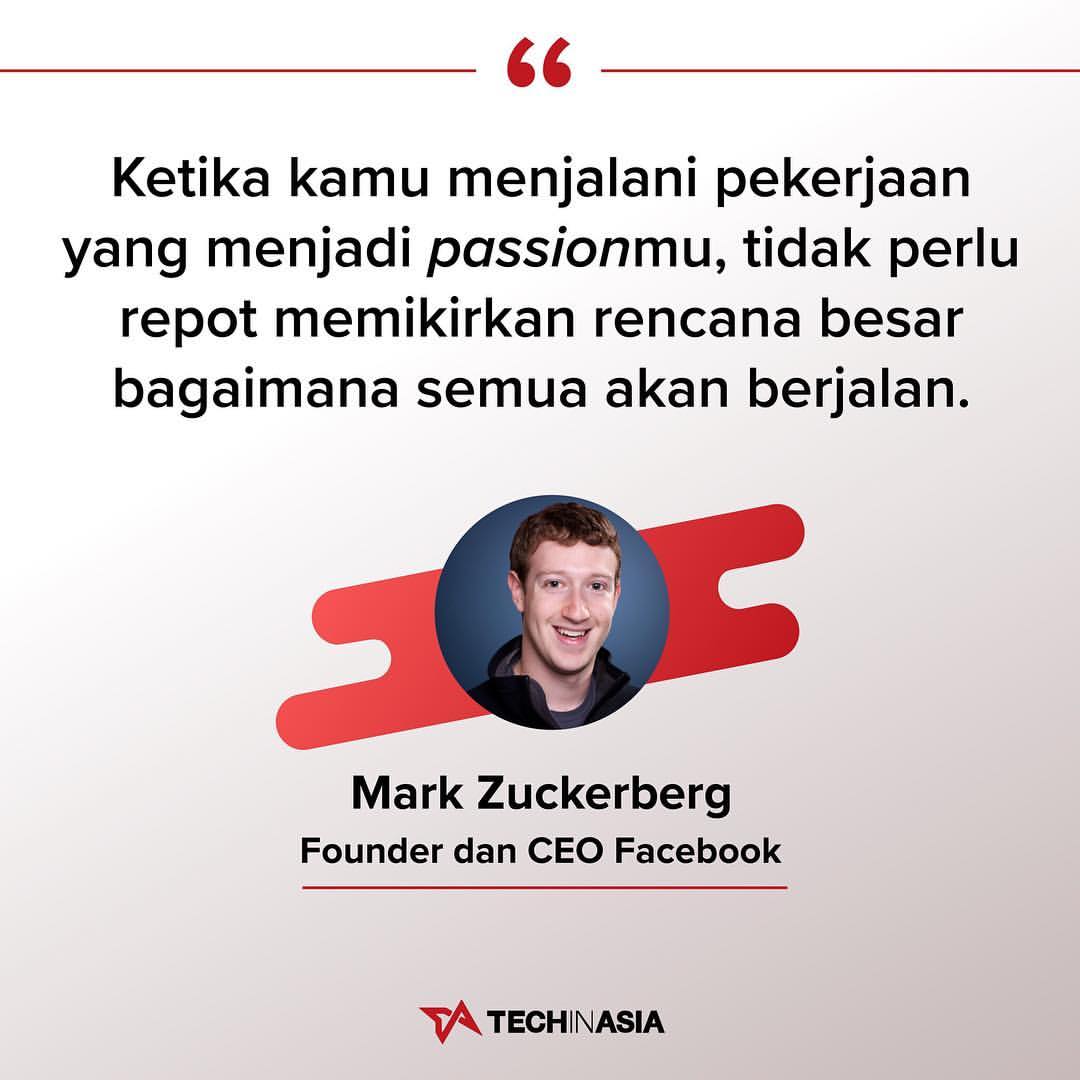 “
Ketika kamu menjalani pekerjaan
yang menjadi passionmu, tidak perlu
repot memikirkan rencana besar
bagaimana semua akan berjalan.
Mark Zuckerberg
Founder dan CEO Facebook
TECHINASIA